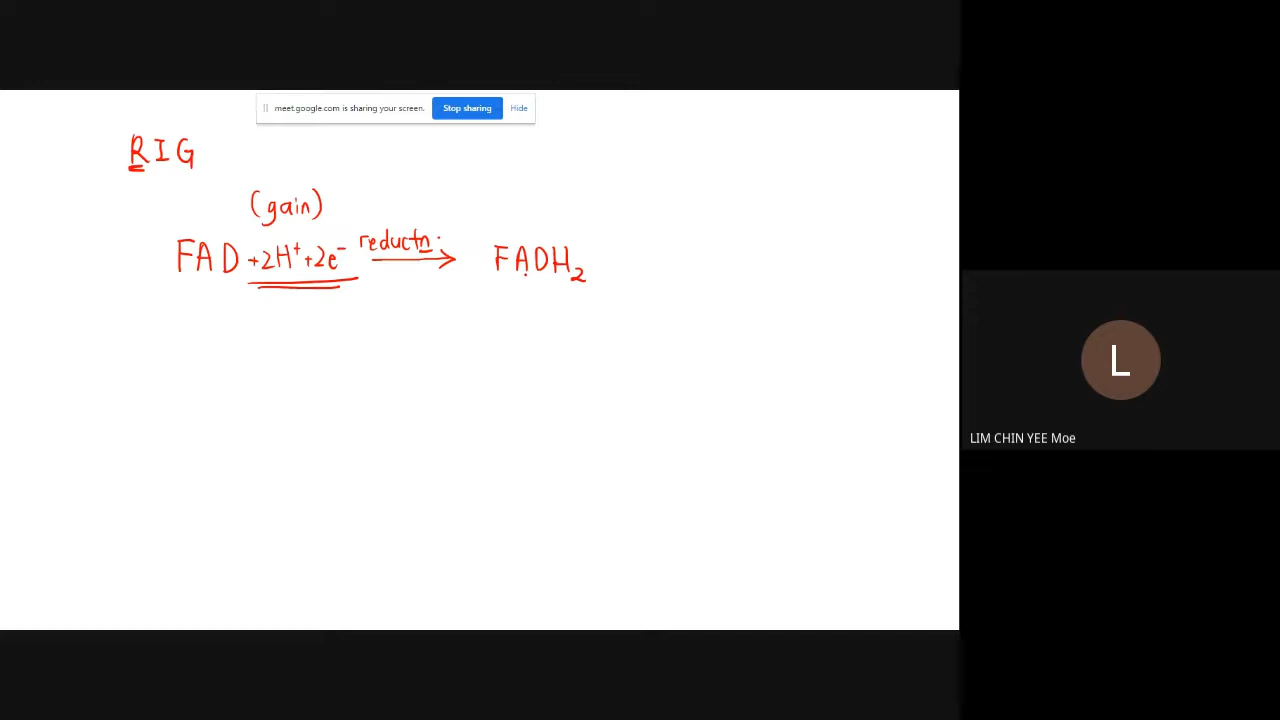 meet.google.com is sharing your screen. Stop sharing Hide
RIG
(gain)
FAD +2H⁺ +2e⁻ reductn. → FADH₂
L
LIM CHIN YEE Moe